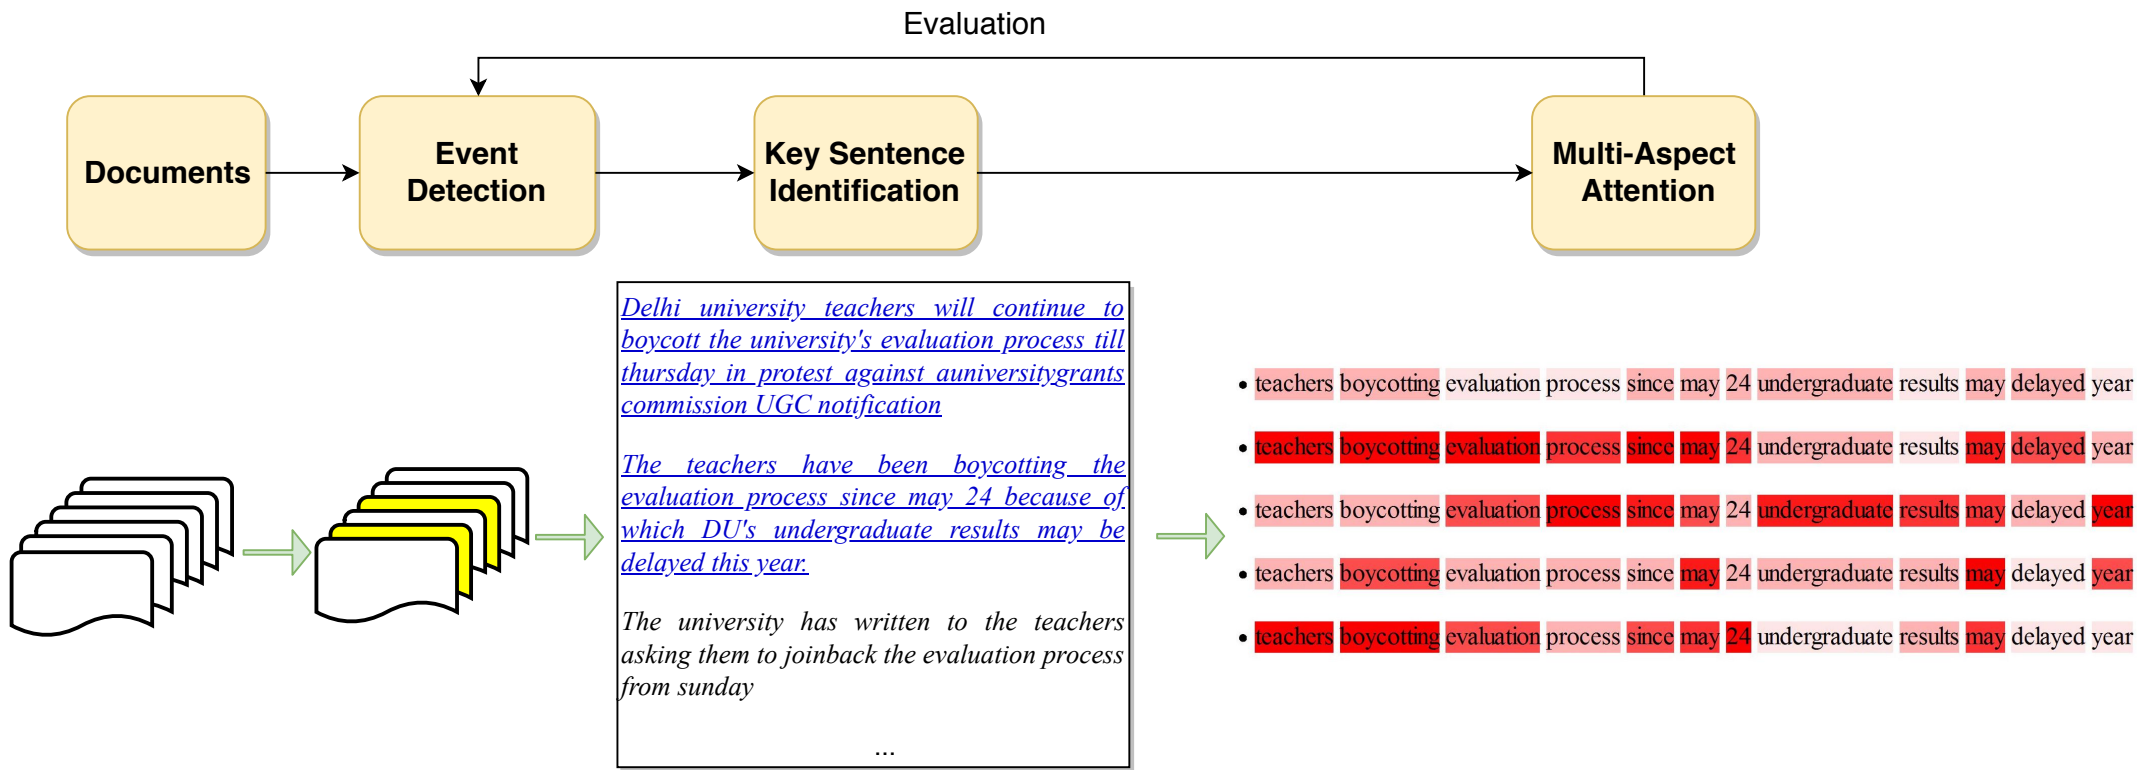 Evaluation
Documents
Event
Detection
Key Sentence
Identification
Multi-Aspect
Attention
Delhi university teachers will continue to
boycott the university's evaluation process till
thursday in protest against auniversitygrants
commission UGC notification
The teachers have been boycotting the
evaluation process since may 24 because of
which DU's undergraduate results may be
delayed this year.
The university has written to the teachers
asking them to joinback the evaluation process
from sunday
...
• teachers boycotting evaluation process since may 24 undergraduate results may delayed year
• teachers boycotting evaluation process since may 24 undergraduate results may delayed year
• teachers boycotting evaluation process since may 24 undergraduate results may delayed year
• teachers boycotting evaluation process since may 24 undergraduate results may delayed year
• teachers boycotting evaluation process since may 24 undergraduate results may delayed year